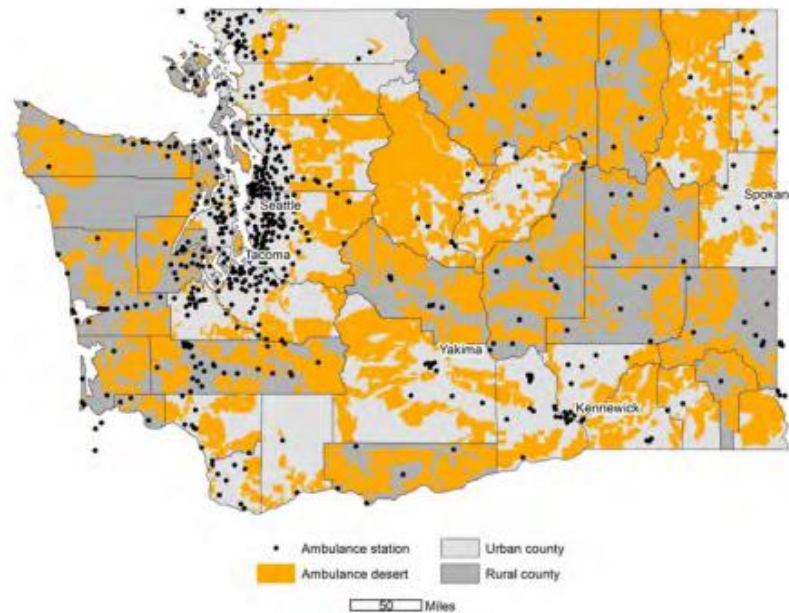 Seattle
Spokan
Tacoma
Yakima
Kennewick
Ambulance station
Urban county
Ambulance desert
Rural county
50
Miles